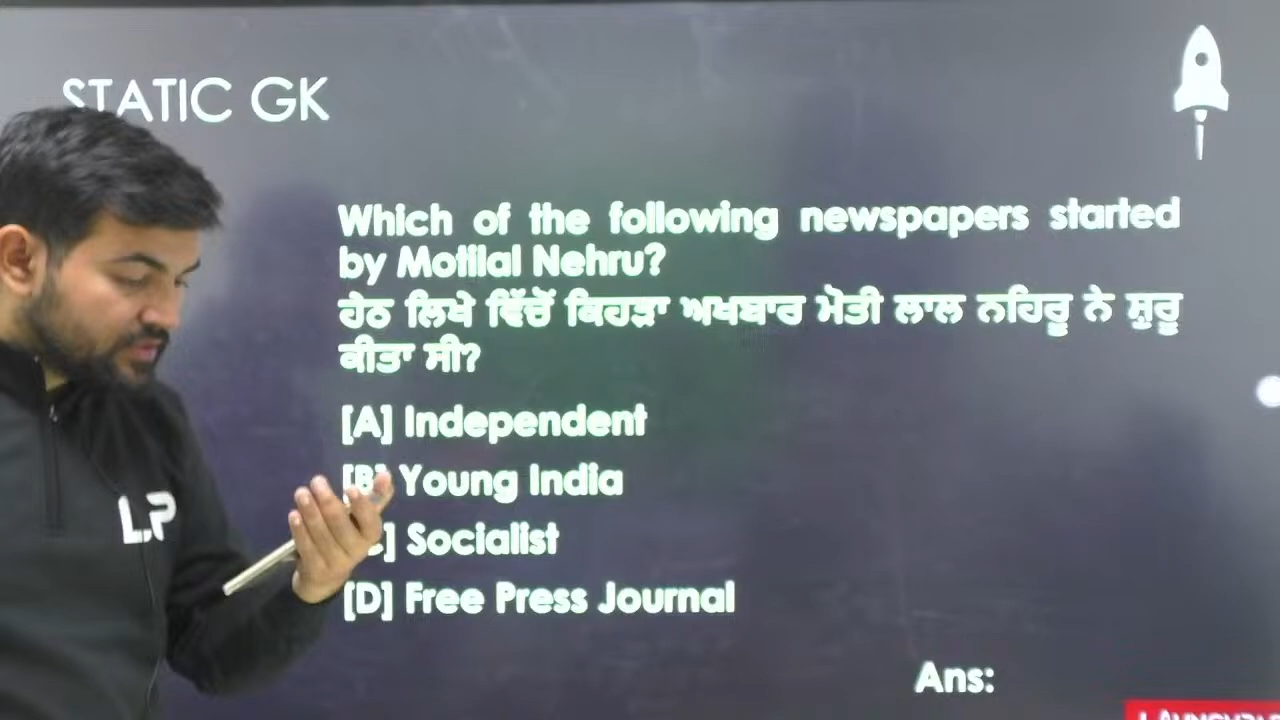 STATIC GK
Which of the following newspapers started
by Motilal Nehru?
ਹੇਠ ਲਿਖੇ ਵਿੱਚੋਂ ਕਿਹੜਾ ਅਖਬਾਰ ਮੋਤੀ ਲਾਲ ਨਹਿਰੂ ਨੇ ਸ਼ੁਰੂ
ਕੀਤਾ ਸੀ?
[A] Independent
[B] Young India
] Socialist
[D] Free Press Journal
LP
Ans: